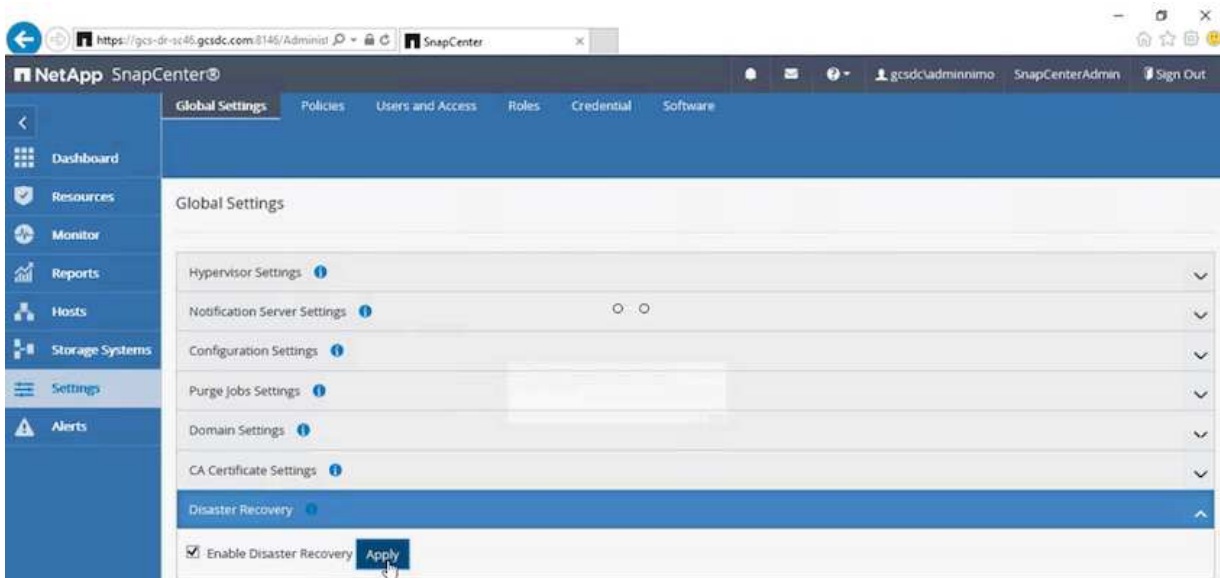 https://gcs-dr-sc46.gcsdc.com:8146/Administ
SnapCenter
NetApp SnapCenter®
gcsdc\adminnimo SnapCenterAdmin Sign Out
Global Settings Policies Users and Access Roles Credential Software
Dashboard
Resources
Monitor
Reports
Hosts
Storage Systems
Settings
Alerts
Global Settings
Hypervisor Settings
Notification Server Settings
Configuration Settings
Purge Jobs Settings
Domain Settings
CA Certificate Settings
Disaster Recovery
Enable Disaster Recovery Apply